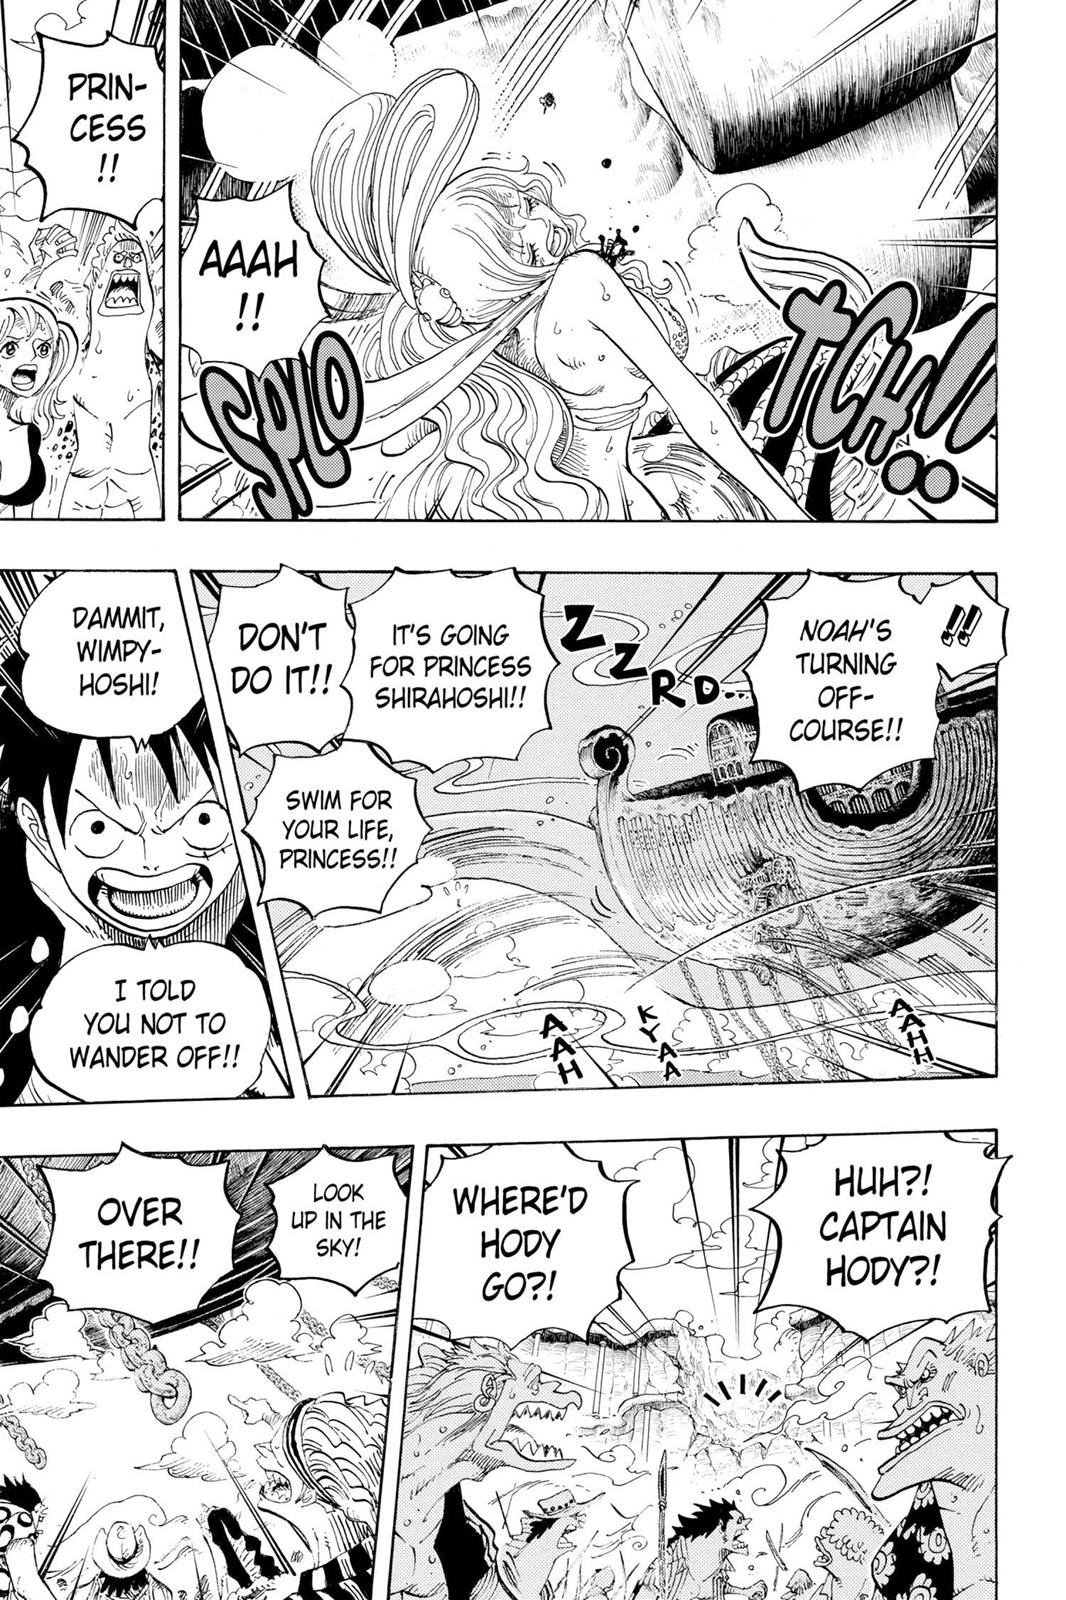 TCH!!
SPLO
AAAH
!!
PRIN-
CESS
!!
!!
NOAH'S
TURNING
OFF-
COURSE!!
ZZZRD...
IT'S GOING
FOR PRINCESS
SHIRAHOSHI!!
DON'T
DO IT!!
SWIM FOR
YOUR LIFE,
PRINCESS!!
AAHH
KYAA
AAH
DAMMIT,
WIMPY-
HOSHI!
I TOLD
YOU NOT TO
WANDER OFF!!
HUH?!
CAPTAIN
HODY?!
WHERE'D
HODY
GO?!
LOOK
UP IN THE
SKY!
OVER
THERE!!